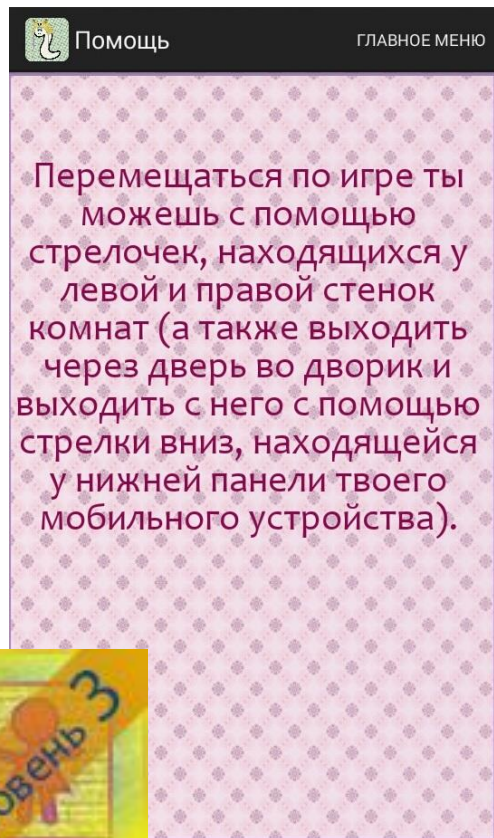 Помощь
ГЛАВНОЕ МЕНЮ
Перемещаться по игре ты
можешь с помощью
стрелочек, находящихся у
левой и правой стенок
комнат (а также выходить
через дверь во дворик и
выходить с него с помощью
стрелки вниз, находящейся
у нижней панели твоего
мобильного устройства).
овень 3